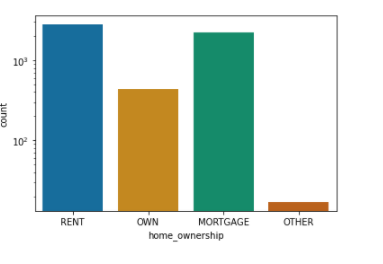 10³
10²
count
RENT OWN MORTGAGE OTHER
home_ownership